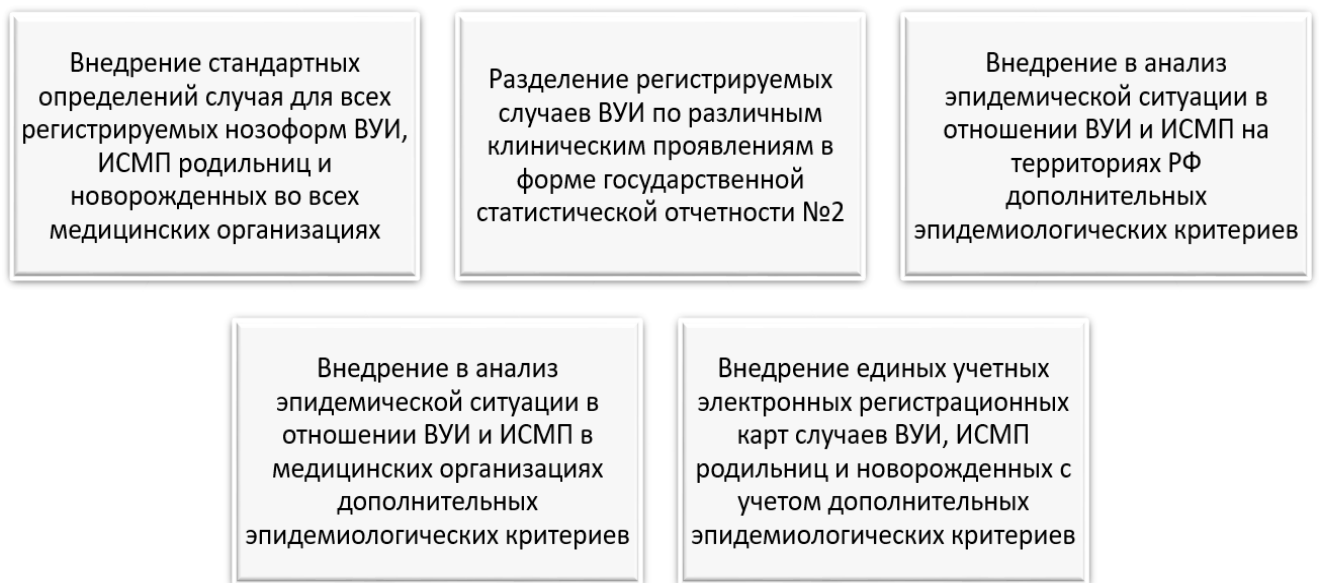 Внедрение стандартных
определений случая для всех
регистрируемых нозоформ ВУИ,
ИСМП родильниц и
новорожденных во всех
медицинских организациях
Разделение регистрируемых
случаев ВУИ по различным
клиническим проявлениям в
форме государственной
статистической отчетности №2
Внедрение в анализ
эпидемической ситуации в
отношении ВУИ и ИСМП на
территориях РФ
дополнительных
эпидемиологических критериев
Внедрение в анализ
эпидемической ситуации в
отношении ВУИ и ИСМП в
медицинских организациях
дополнительных
эпидемиологических критериев
Внедрение единых учетных
электронных регистрационных
карт случаев ВУИ, ИСМП
родильниц и новорожденных с
учетом дополнительных
эпидемиологических критериев